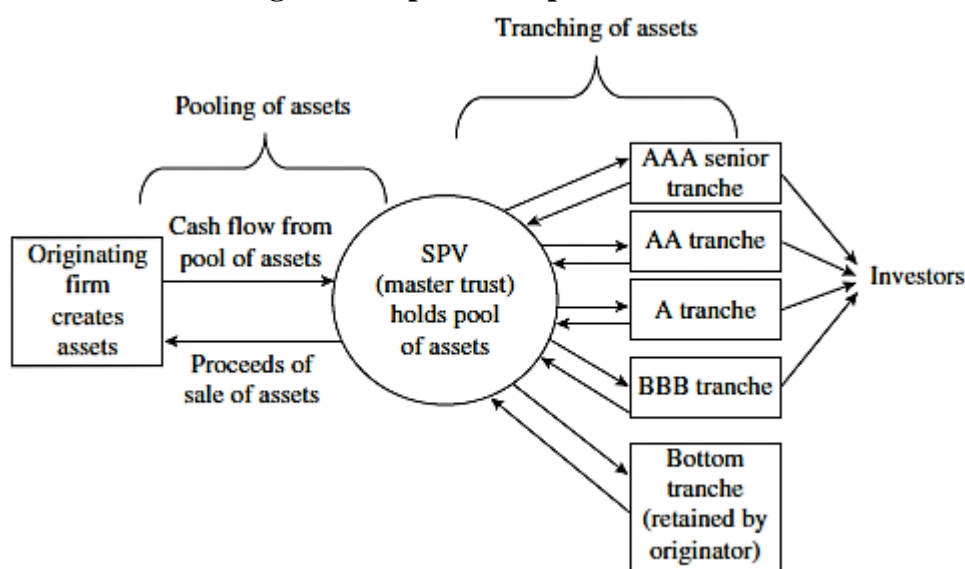 Tranching of assets
Pooling of assets
Cash flow from
pool of assets
Originating
firm
creates
assets
Proceeds of
sale of assets
SPV
(master trust)
holds pool
of assets
AAA senior
tranche
AA tranche
A tranche
BBB tranche
Bottom
tranche
(retained by
originator)
Investors